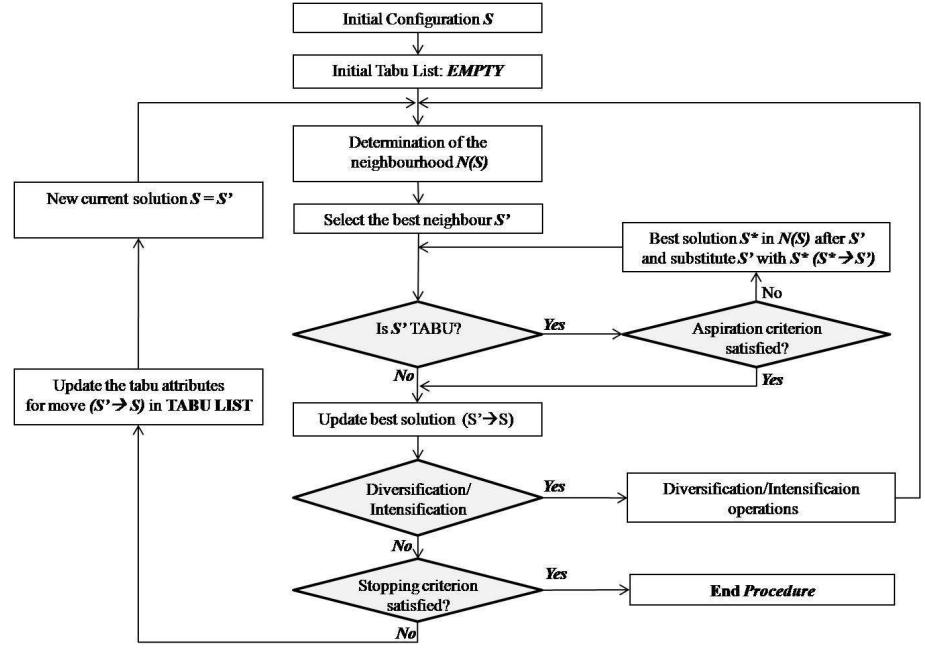 Initial Configuration S
Initial Tabu List: EMPTY
Determination of the
neighbourhood N(S)
New current solution S = S’
Select the best neighbour S’
Best solution S* in N(S) after S’
and substitute S’ with S* (S*→S’)
No
Is S’ TABU?
Yes
Aspiration criterion
satisfied?
No
Yes
Update the tabu attributes
for move (S’→ S) in TABU LIST
Update best solution (S’→S)
Diversification/
Intensification
Yes
Diversification/Intensificaion
operations
No
Stopping criterion
satisfied?
Yes
End Procedure
No